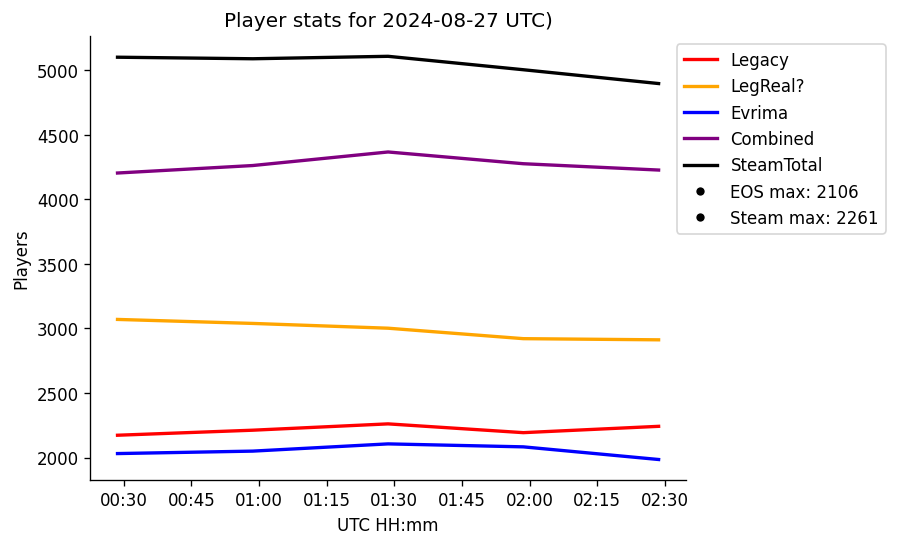 Player stats for 2024-08-27 UTC)
Players
5000
4500
4000
3500
3000
2500
2000
00:30 00:45 01:00 01:15 01:30 01:45 02:00 02:15 02:30
UTC HH:mm
Legacy
LegReal?
Evrima
Combined
SteamTotal
EOS max: 2106
Steam max: 2261